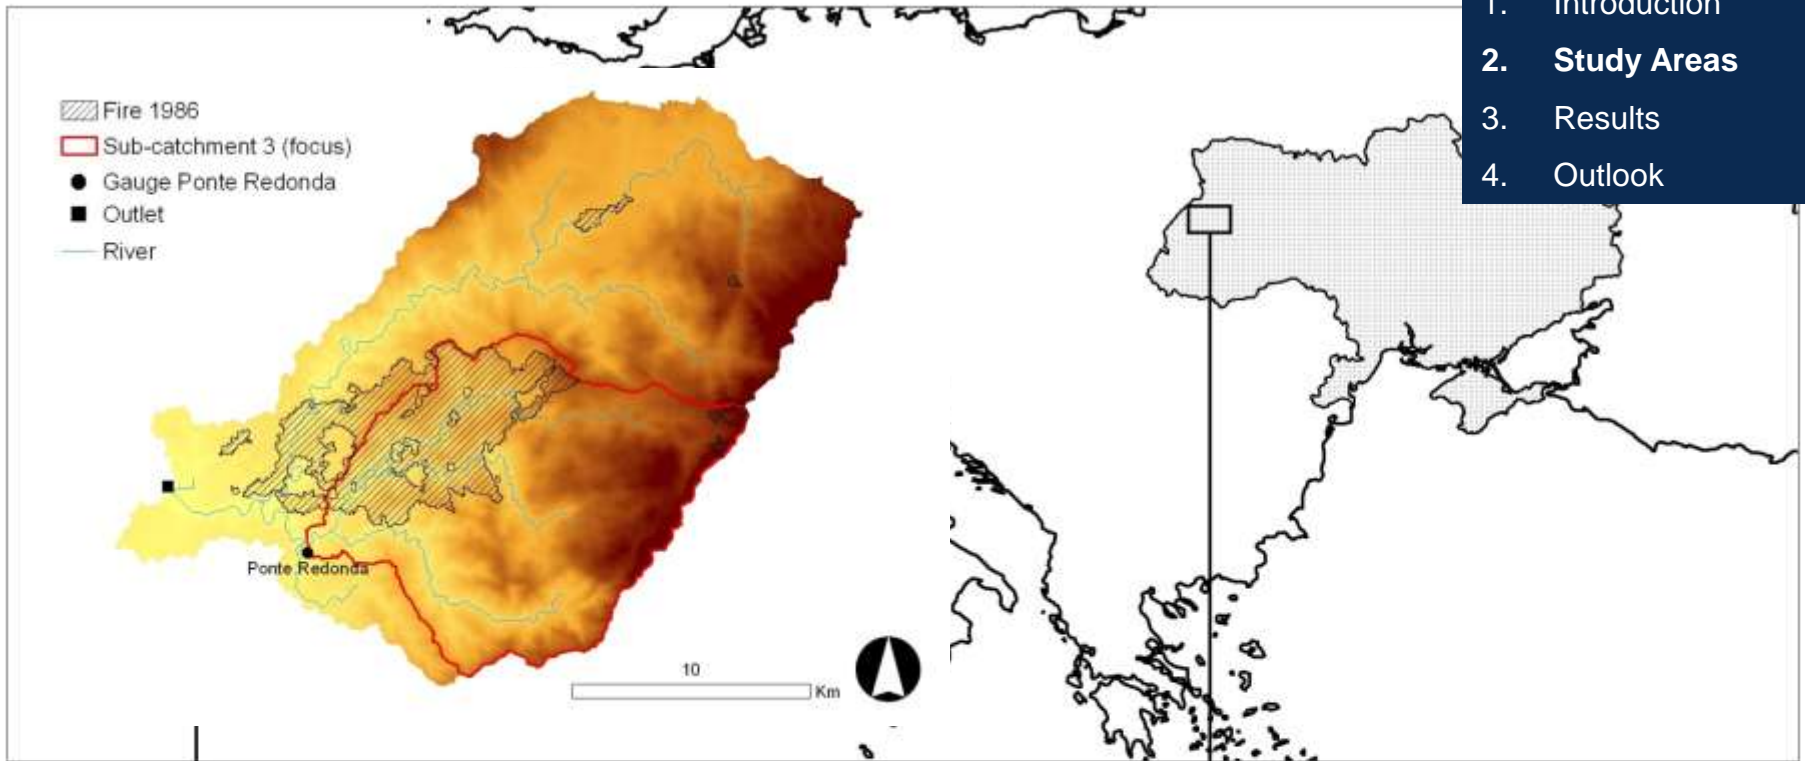 1. Introduction
2. Study Areas
3. Results
4. Outlook
Fire 1986
Sub-catchment 3 (focus)
Gauge Ponte Redonda
Outlet
River
Ponte Redonda
10
Km